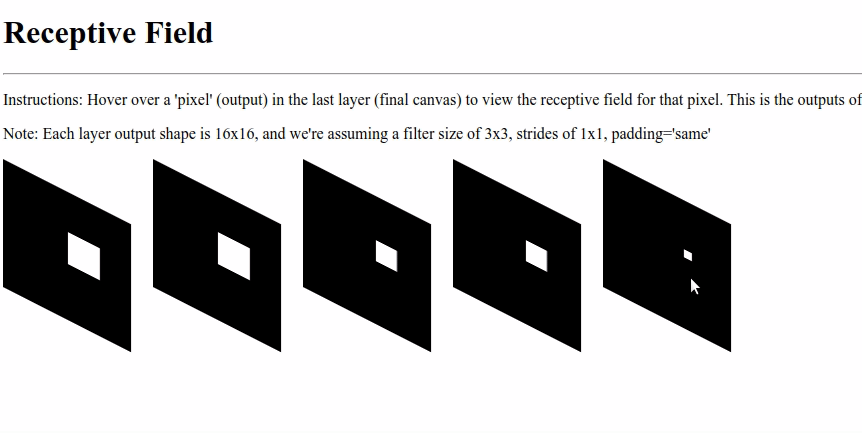 Receptive Field
Instructions: Hover over a 'pixel' (output) in the last layer (final canvas) to view the receptive field for that pixel. This is the outputs of
Note: Each layer output shape is 16x16, and we're assuming a filter size of 3x3, strides of 1x1, padding='same'